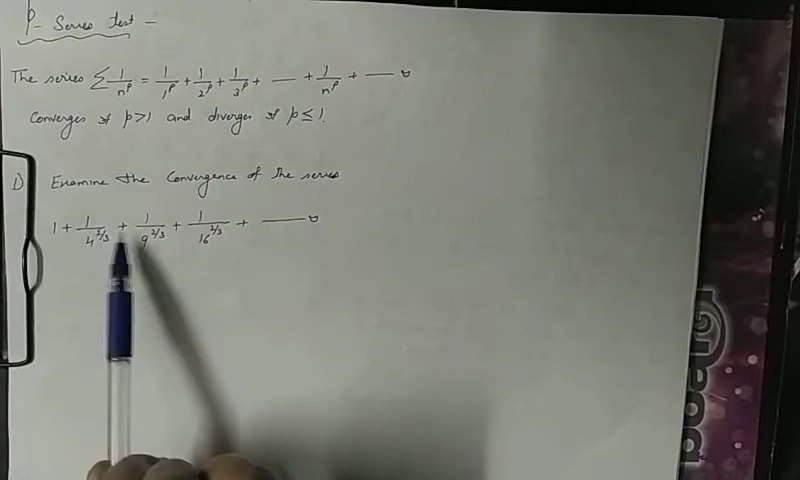 P- Series test -
The series ∑ 1/n^p = 1/1^p + 1/2^p + 1/3^p + — + 1/n^p + — ∞
Converges if p>1 and diverges if p≤1.
1) Examine the Convergence of the series
1 + 1/4^2/3 + 1/9^2/3 + 1/16^2/3 + — ∞